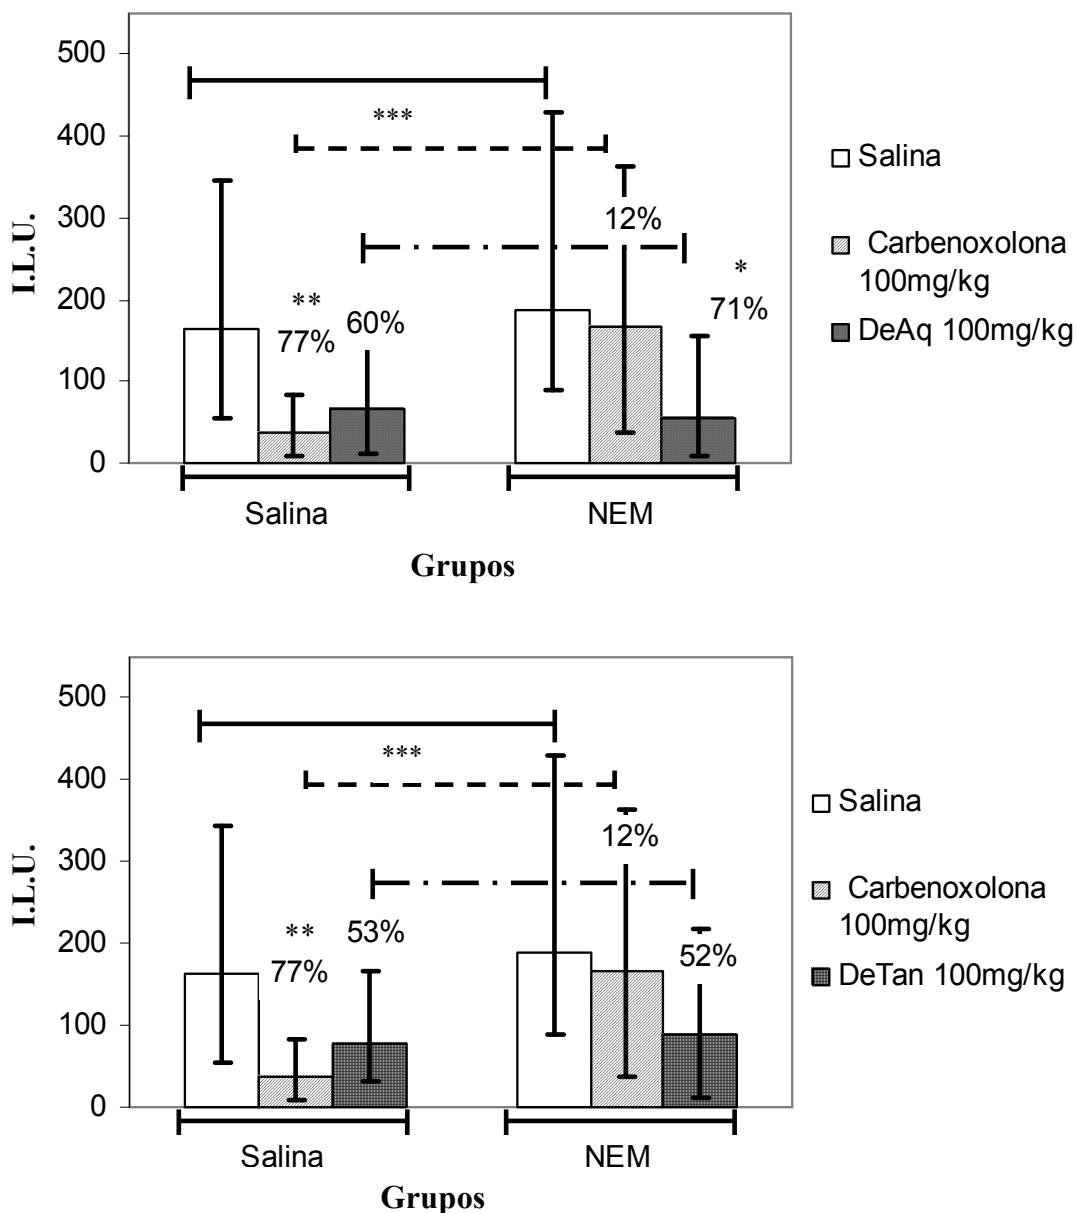 500
400
300
200
100
0
I.L.U.
***
**
77%
60%
12%
*
71%
Salina
NEM
Grupos
Salina
Carbenoxolona
100mg/kg
DeAq 100mg/kg
500
400
300
200
100
0
I.L.U.
***
**
77%
53%
12%
52%
Salina
NEM
Grupos
Salina
Carbenoxolona
100mg/kg
DeTan 100mg/kg